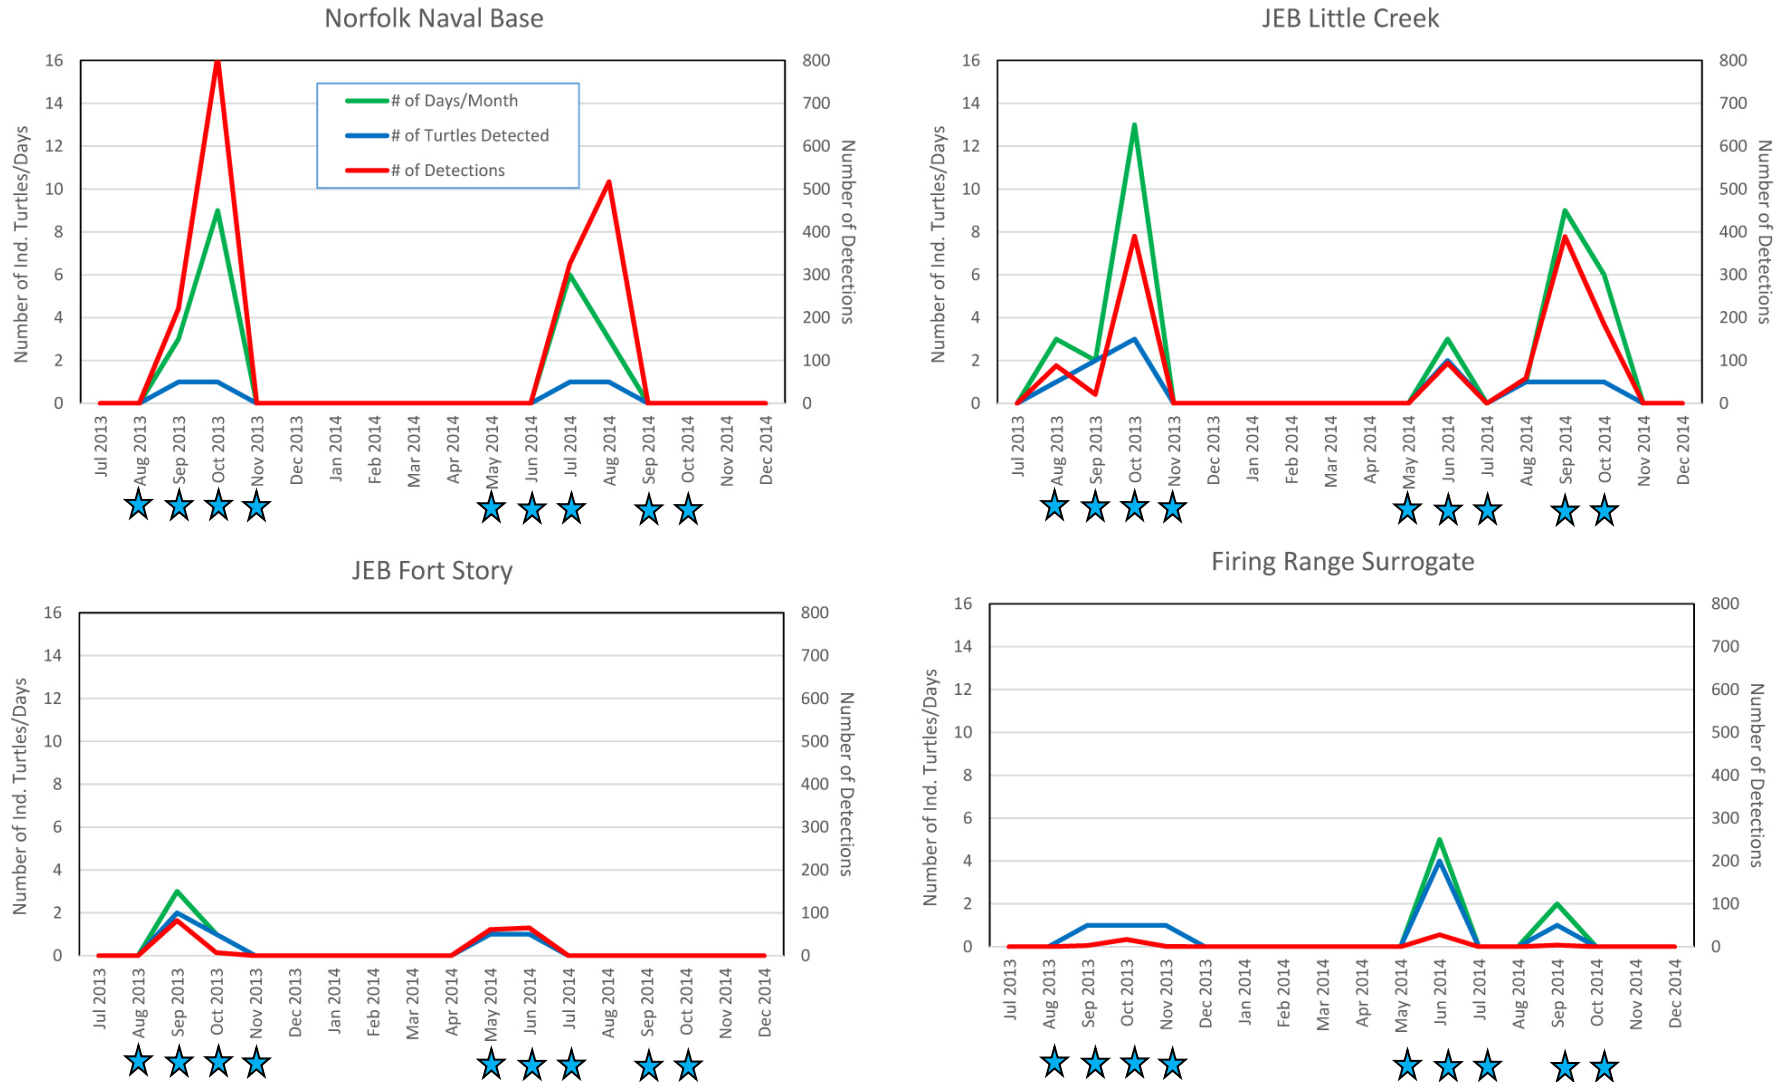 Norfolk Naval Base
Number of Ind. Turtles/Days
16
14
12
10
8
6
4
2
0
# of Days/Month
# of Turtles Detected
# of Detections
800
700
600
500
400
300
200
100
0
Number of Detections
Jul 2013
Aug 2013
Sep 2013
Oct 2013
Nov 2013
Dec 2013
Jan 2014
Feb 2014
Mar 2014
Apr 2014
May 2014
Jun 2014
Jul 2014
Aug 2014
Sep 2014
Oct 2014
Nov 2014
Dec 2014
JEB Little Creek
Number of Ind. Turtles/Days
16
14
12
10
8
6
4
2
0
800
700
600
500
400
300
200
100
0
Number of Detections
Jul 2013
Aug 2013
Sep 2013
Oct 2013
Nov 2013
Dec 2013
Jan 2014
Feb 2014
Mar 2014
Apr 2014
May 2014
Jun 2014
Jul 2014
Aug 2014
Sep 2014
Oct 2014
Nov 2014
Dec 2014
JEB Fort Story
Number of Ind. Turtles/Days
16
14
12
10
8
6
4
2
0
800
700
600
500
400
300
200
100
0
Number of Detections
Jul 2013
Aug 2013
Sep 2013
Oct 2013
Nov 2013
Dec 2013
Jan 2014
Feb 2014
Mar 2014
Apr 2014
May 2014
Jun 2014
Jul 2014
Aug 2014
Sep 2014
Oct 2014
Nov 2014
Dec 2014
Firing Range Surrogate
Number of Ind. Turtles/Days
16
14
12
10
8
6
4
2
0
800
700
600
500
400
300
200
100
0
Number of Detections
Jul 2013
Aug 2013
Sep 2013
Oct 2013
Nov 2013
Dec 2013
Jan 2014
Feb 2014
Mar 2014
Apr 2014
May 2014
Jun 2014
Jul 2014
Aug 2014
Sep 2014
Oct 2014
Nov 2014
Dec 2014